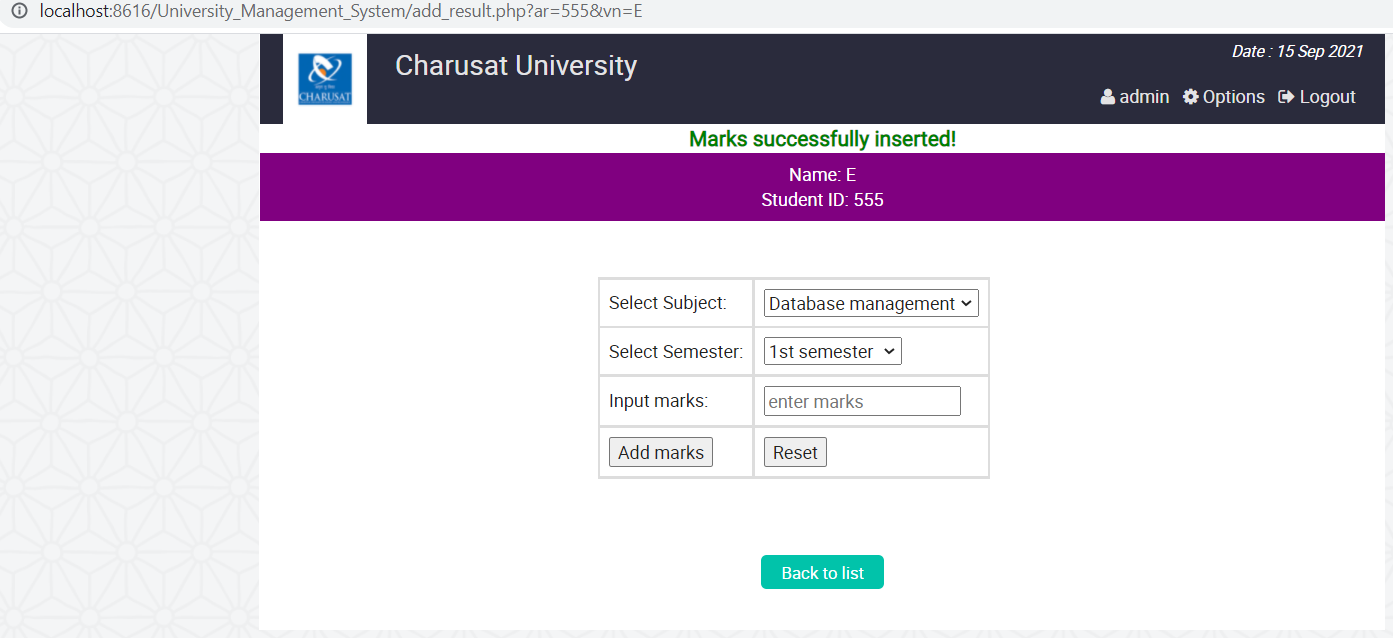 localhost:8616/University_Management_System/add_result.php?ar=555&vn=E
Date : 15 Sep 2021
Charusat University
CHARUSAT
admin Options Logout
Marks successfully inserted!
Name: E
Student ID: 555
Select Subject: Database management
Select Semester: 1st semester
Input marks: enter marks
Add marks Reset
Back to list